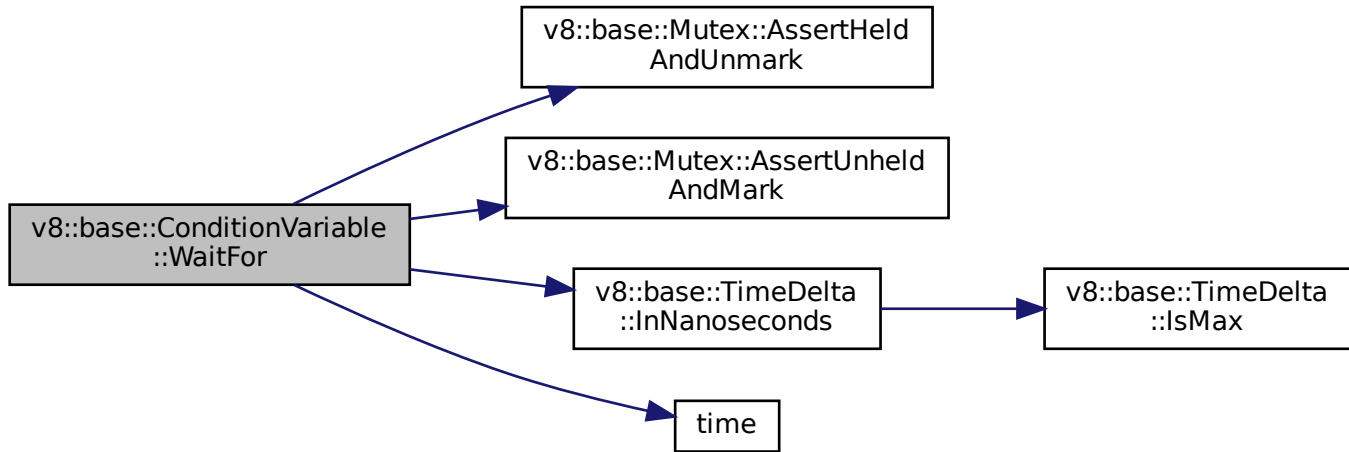 v8::base::Mutex::AssertHeld
AndUnmark
v8::base::Mutex::AssertUnheld
AndMark
v8::base::ConditionVariable
::WaitFor
v8::base::TimeDelta
::InNanoseconds
v8::base::TimeDelta
::IsMax
time